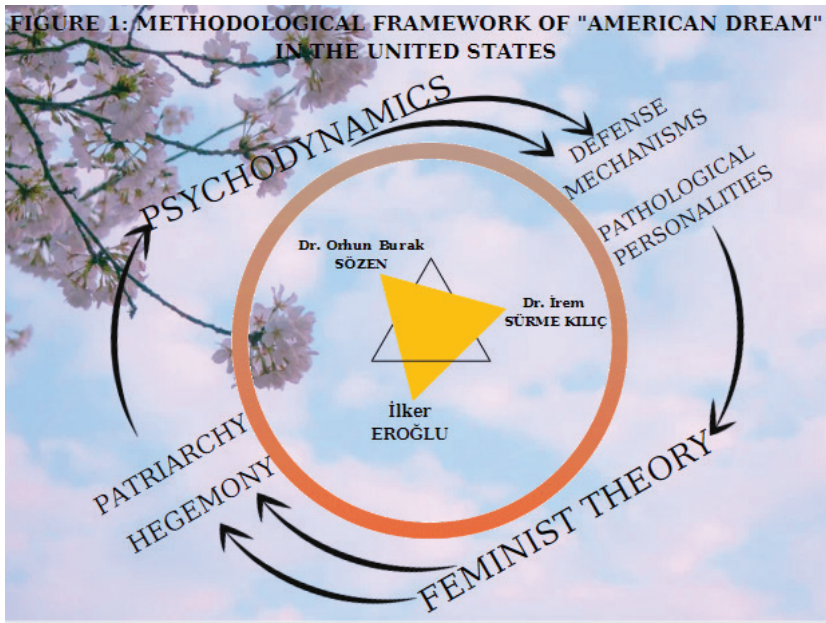 FIGURE 1: METHODOLOGICAL FRAMEWORK OF "AMERICAN DREAM"
IN THE UNITED STATES
PSYCHODYNAMICS
DEFENSE
MECHANISMS
PATHOLOGICAL
PERSONALITIES
Dr. Orhun Burak
SÖZEN
Dr. İrem
SÜRME KILIÇ
İlker
EROĞLU
PATRIARCHY
HEGEMONY
FEMINIST THEORY